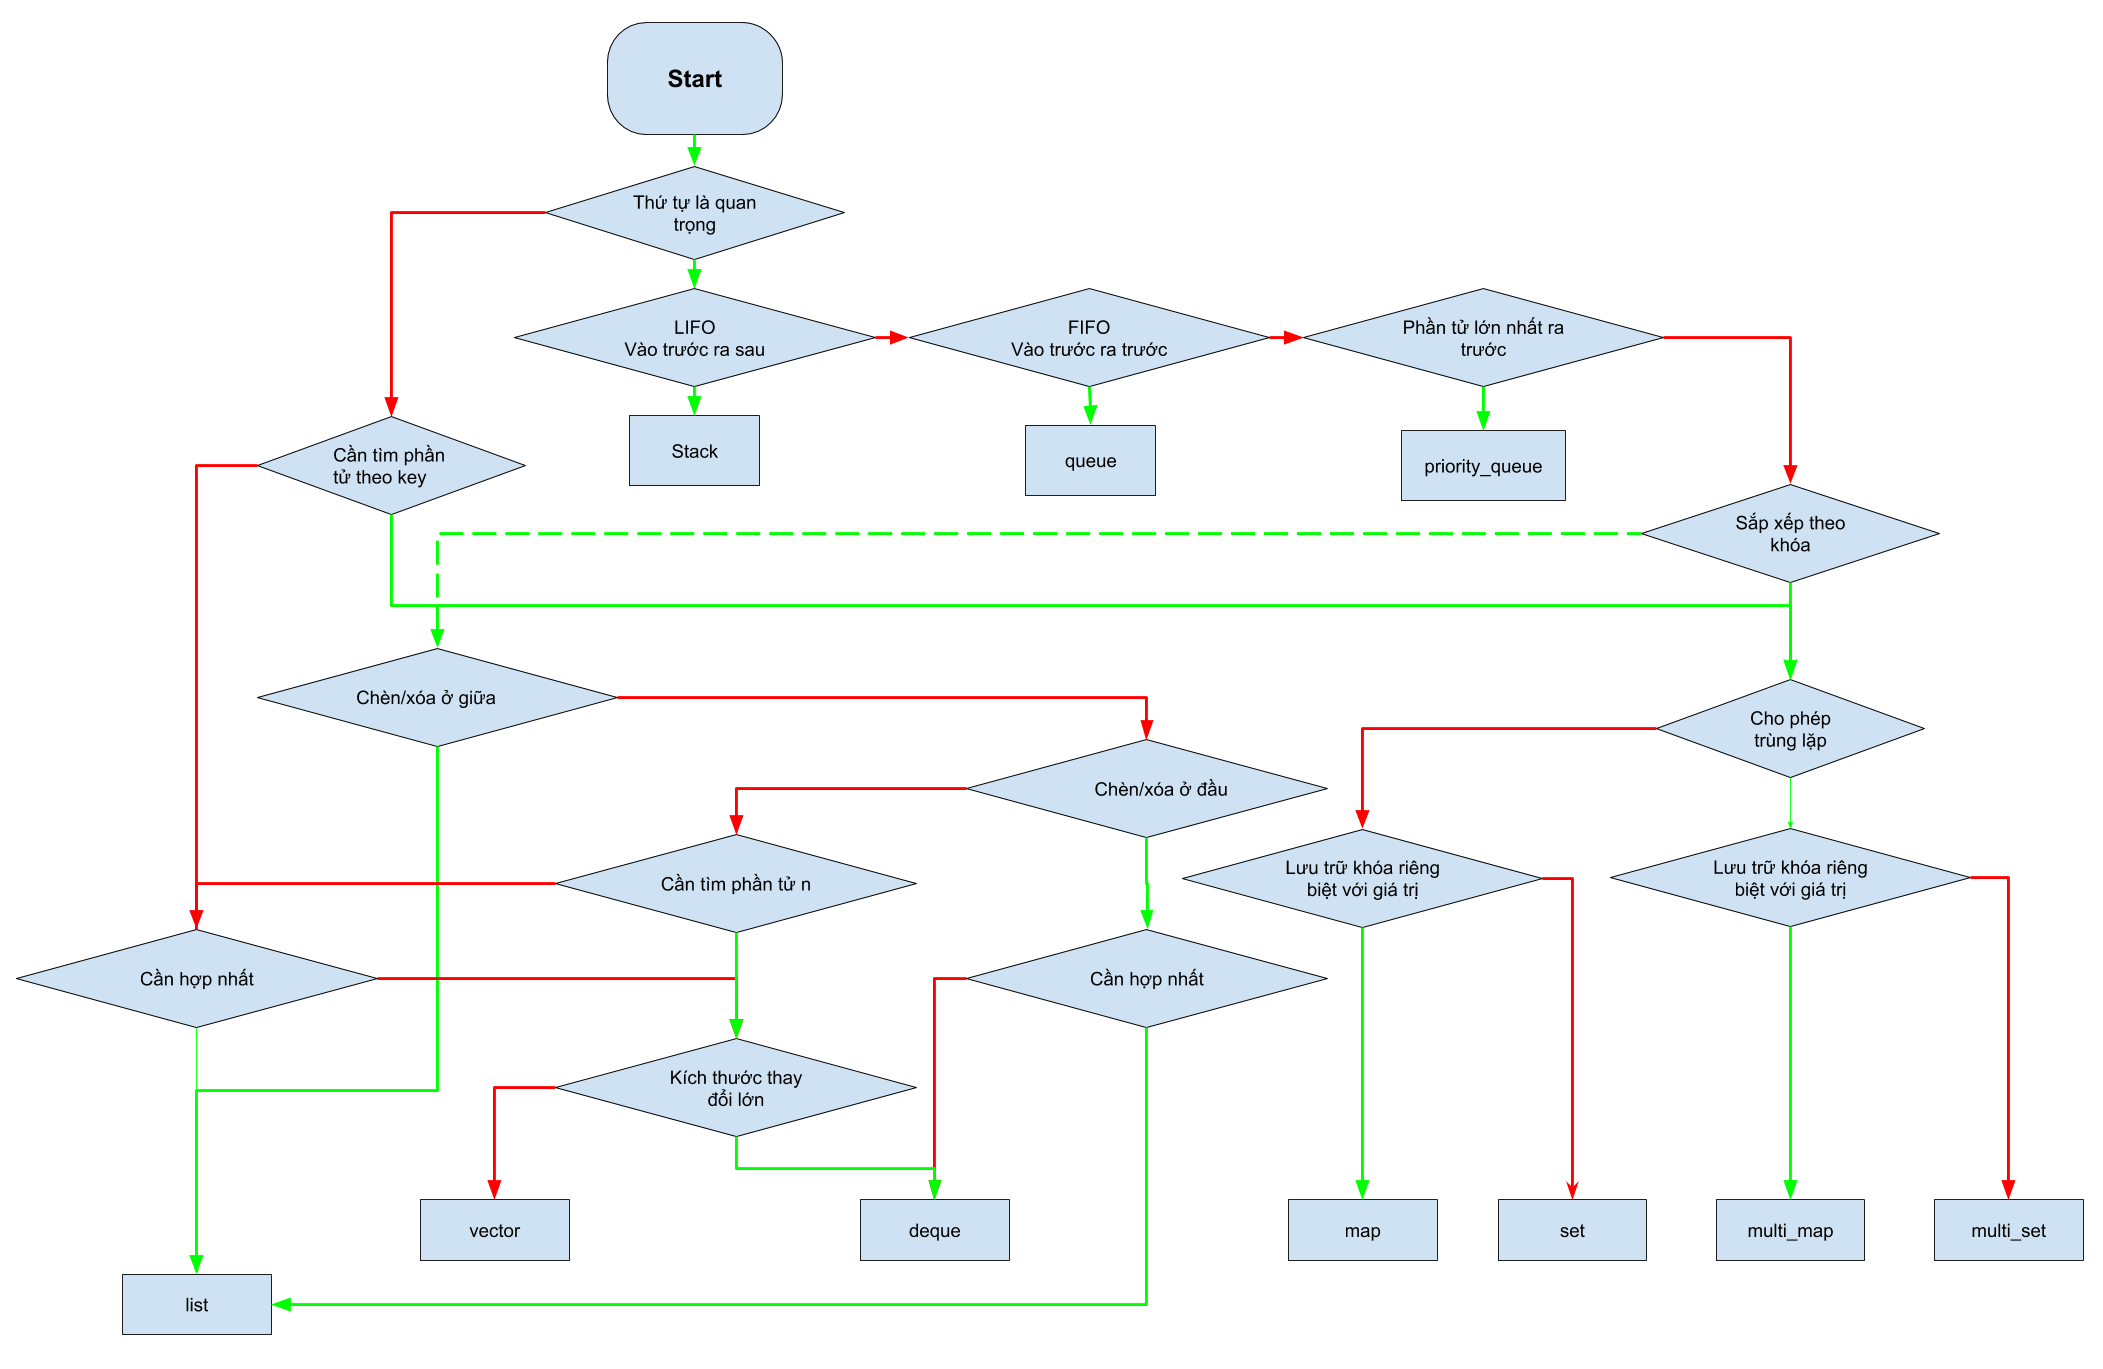 Start
Thứ tự là quan
trọng
LIFO
Vào trước ra sau
FIFO
Vào trước ra trước
Phần tử lớn nhất ra
trước
Stack
queue
priority_queue
Cần tìm phần
tử theo key
Sắp xếp theo
khóa
Chèn/xóa ở giữa
Cho phép
trùng lặp
Chèn/xóa ở đầu
Cần tìm phần tử n
Lưu trữ khóa riêng
biệt với giá trị
Lưu trữ khóa riêng
biệt với giá trị
Cần hợp nhất
Cần hợp nhất
Kích thước thay
đổi lớn
vector
deque
map
set
multi_map
multi_set
list